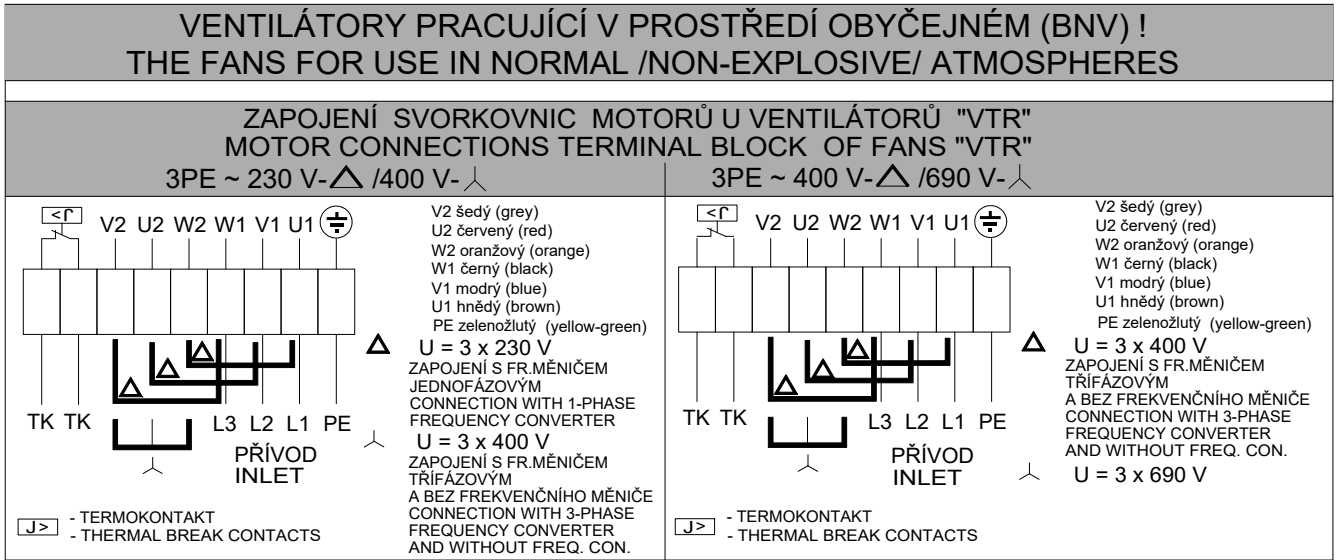 VENTILÁTORY PRACUJÍCÍ V PROSTŘEDÍ OBYČEJNÉM (BNV) !
THE FANS FOR USE IN NORMAL /NON-EXPLOSIVE/ ATMOSPHERES
ZAPOJENÍ SVORKOVNIC MOTORŮ U VENTILÁTORŮ "VTR"
MOTOR CONNECTIONS TERMINAL BLOCK OF FANS "VTR"
3PE ~ 230 V- /400 V-
3PE ~ 400 V- /690 V-
J>
V2 U2 W2 W1 V1 U1
V2 šedý (grey)
U2 červený (red)
W2 oranžový (orange)
W1 černý (black)
V1 modrý (blue)
U1 hnědý (brown)
PE zelenožlutý (yellow-green)
U = 3 x 230 V
ZAPOJENÍ S FR.MĚNIČEM
JEDNOFÁZOVÝM
CONNECTION WITH 1-PHASE
FREQUENCY CONVERTER
U = 3 x 400 V
ZAPOJENÍ S FR.MĚNIČEM
TŘÍFÁZOVÝM
A BEZ FREKVENČNÍHO MĚNIČE
CONNECTION WITH 3-PHASE
FREQUENCY CONVERTER
AND WITHOUT FREQ. CON.
TK TK L3 L2 L1 PE
PŘÍVOD
INLET
J> - TERMOKONTAKT
- THERMAL BREAK CONTACTS
J>
V2 U2 W2 W1 V1 U1
V2 šedý (grey)
U2 červený (red)
W2 oranžový (orange)
W1 černý (black)
V1 modrý (blue)
U1 hnědý (brown)
PE zelenožlutý (yellow-green)
U = 3 x 400 V
ZAPOJENÍ S FR.MĚNIČEM
TŘÍFÁZOVÝM
A BEZ FREKVENČNÍHO MĚNIČE
CONNECTION WITH 3-PHASE
FREQUENCY CONVERTER
AND WITHOUT FREQ. CON.
U = 3 x 690 V
TK TK L3 L2 L1 PE
PŘÍVOD
INLET
J> - TERMOKONTAKT
- THERMAL BREAK CONTACTS